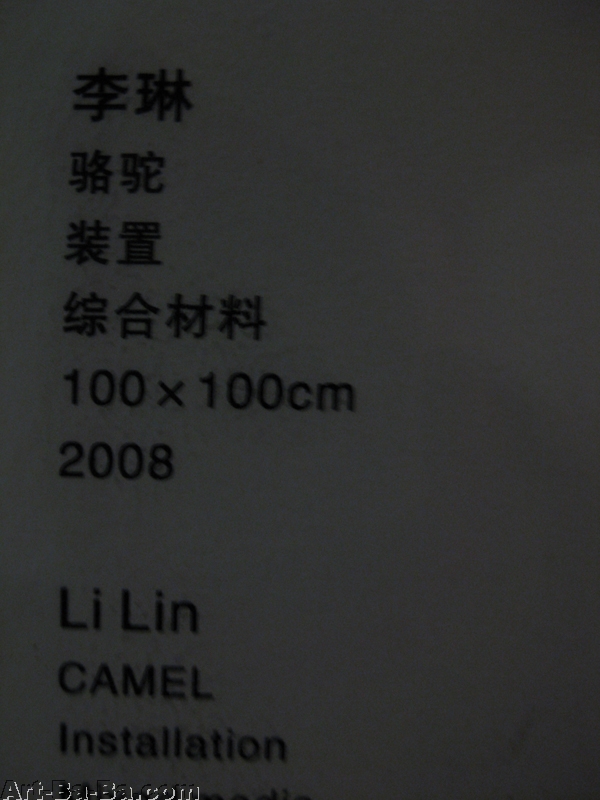 李琳
骆驼
装置
综合材料
100×100cm
2008
Li Lin
CAMEL
Installation
Art-Ba-Ba.com